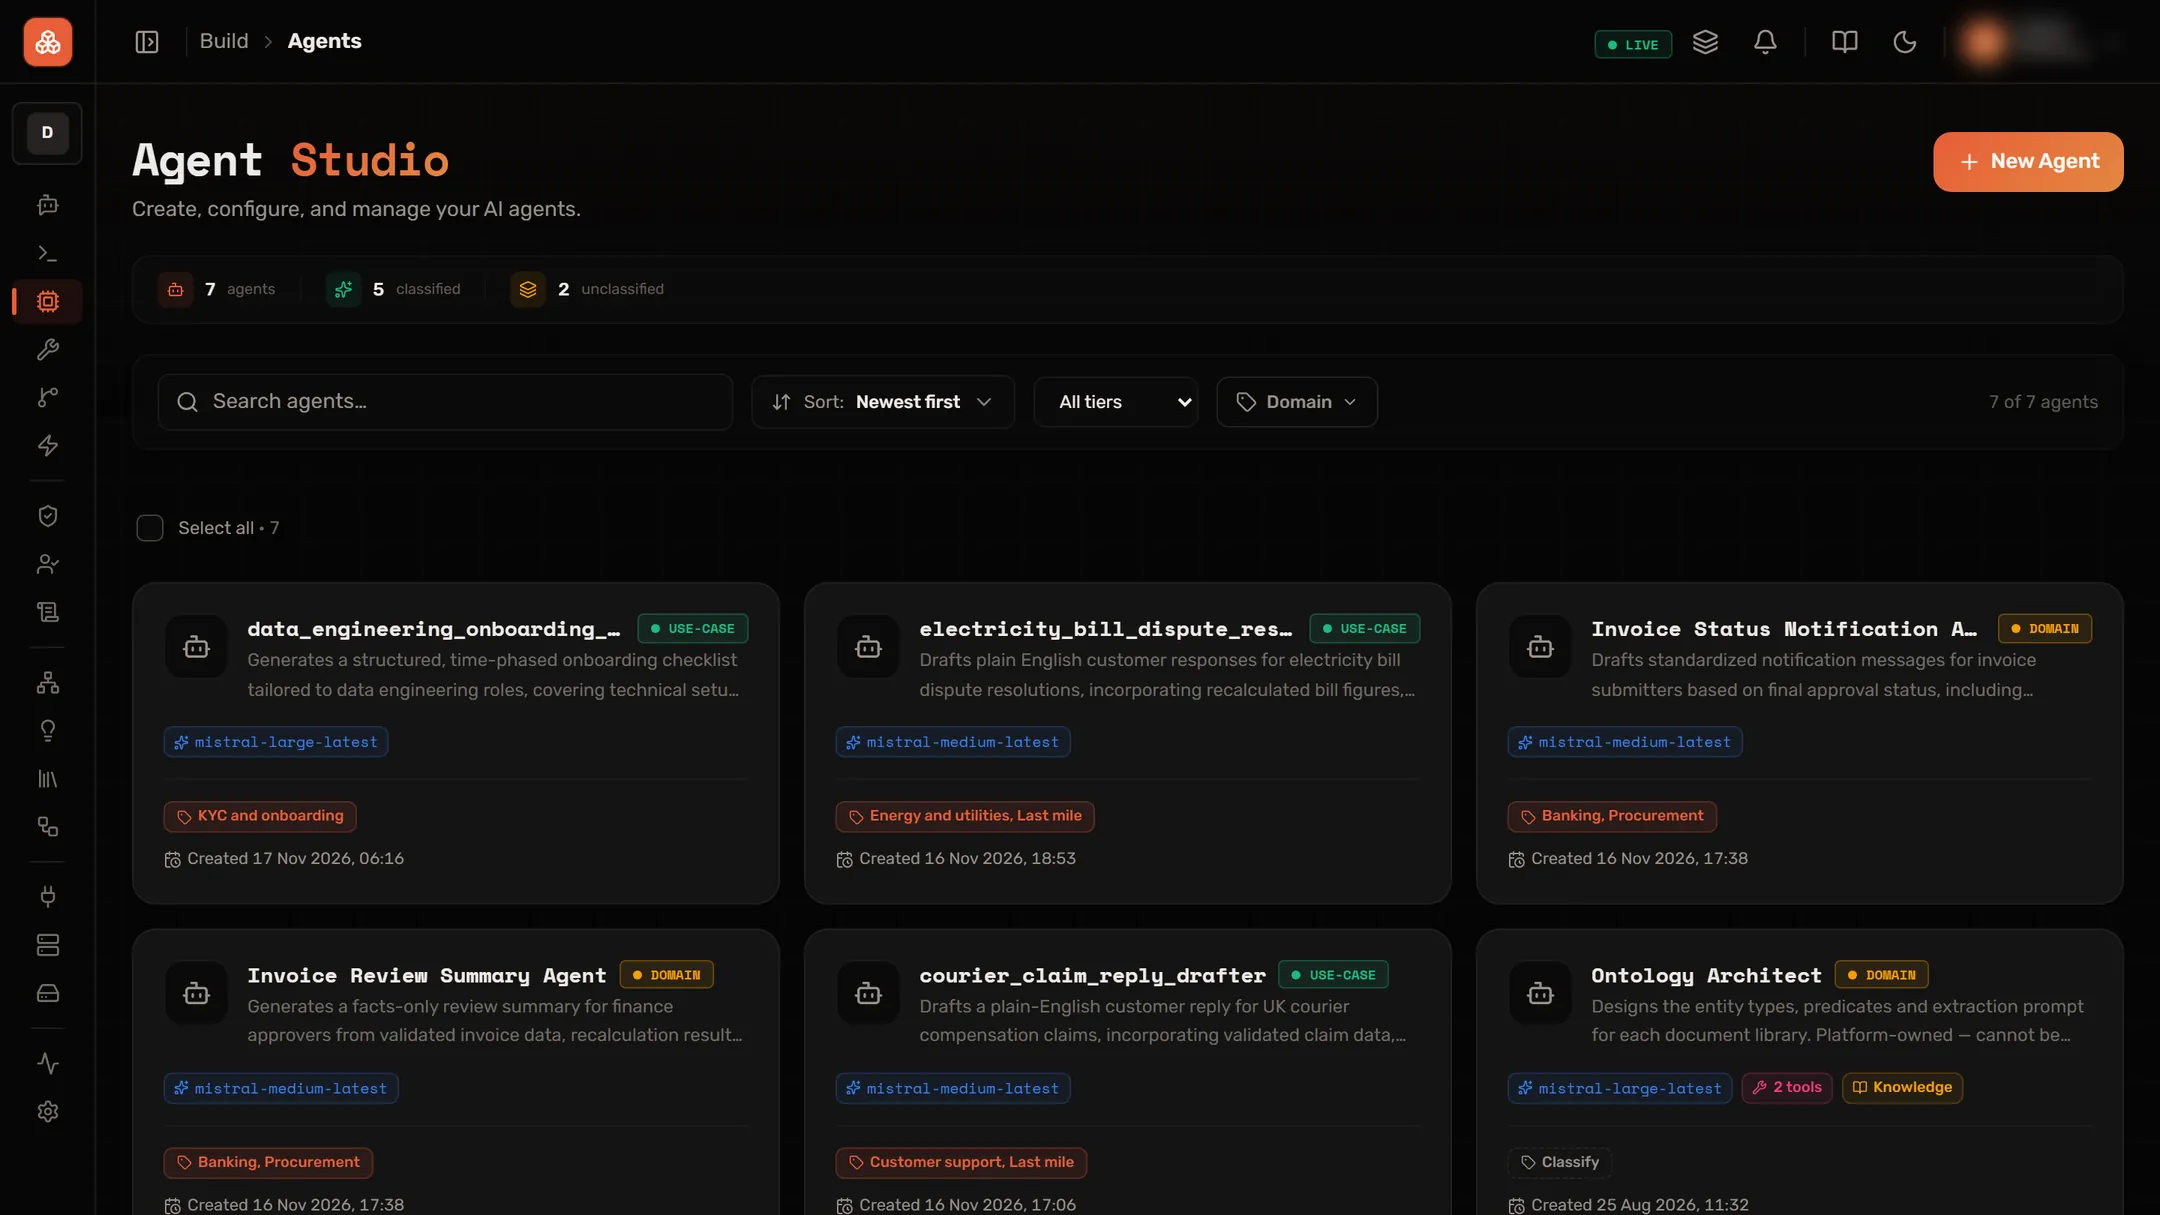 Build > Agents
LIVE
D
Agent Studio
Create, configure, and manage your AI agents.
+ New Agent
7 agents
5 classified
2 unclassified
Search agents…
Sort: Newest first
All tiers
Domain
7 of 7 agents
Select all • 7
data_engineering_onboarding_…
USE-CASE
Generates a structured, time-phased onboarding checklist
tailored to data engineering roles, covering technical setu…
mistral-large-latest
KYC and onboarding
Created 17 Nov 2026, 06:16
electricity_bill_dispute_res…
USE-CASE
Drafts plain English customer responses for electricity bill
dispute resolutions, incorporating recalculated bill figures,…
mistral-medium-latest
Energy and utilities, Last mile
Created 16 Nov 2026, 18:53
Invoice Status Notification A…
DOMAIN
Drafts standardized notification messages for invoice
submitters based on final approval status, including…
mistral-medium-latest
Banking, Procurement
Created 16 Nov 2026, 17:38
Invoice Review Summary Agent
DOMAIN
Generates a facts-only review summary for finance
approvers from validated invoice data, recalculation result…
mistral-medium-latest
Banking, Procurement
Created 16 Nov 2026, 17:38
courier_claim_reply_drafter
USE-CASE
Drafts a plain-English customer reply for UK courier
compensation claims, incorporating validated claim data,…
mistral-medium-latest
Customer support, Last mile
Created 16 Nov 2026, 17:06
Ontology Architect
DOMAIN
Designs the entity types, predicates and extraction prompt
for each document library. Platform-owned — cannot be…
mistral-large-latest
2 tools
Knowledge
Classify
Created 25 Aug 2026, 11:32